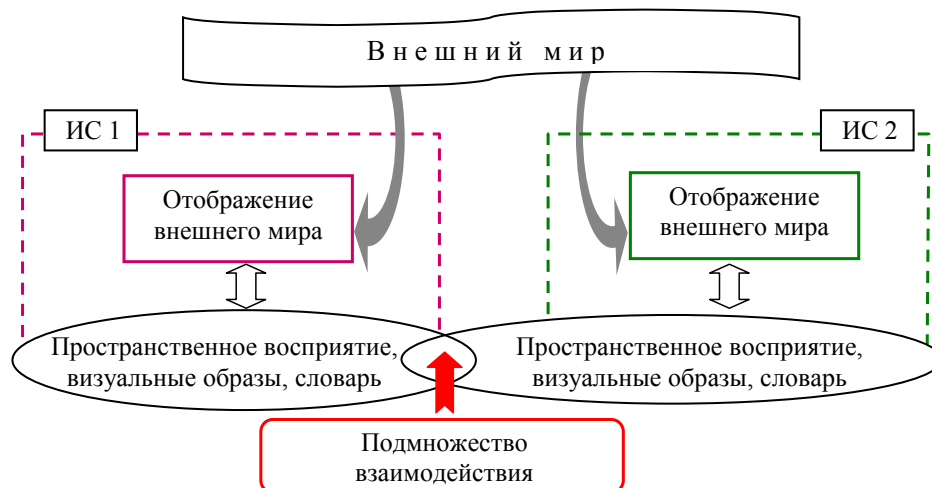 Внешний мир
ИС 1
ИС 2
Отображение
внешнего мира
Отображение
внешнего мира
Пространственное восприятие,
визуальные образы, словарь
Пространственное восприятие,
визуальные образы, словарь
Подмножество
взаимодействия